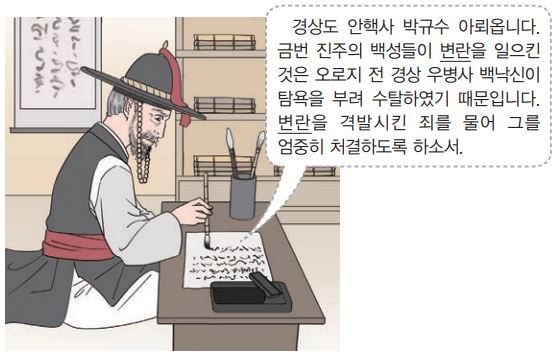 경상도 안핵사 박규수 아뢰옵니다.
금번 진주의 백성들이 변란을 일으킨
것은 오로지 전 경상 우병사 백낙신이
탐욕을 부려 수탈하였기 때문입니다.
변란을 격발시킨 죄를 물어 그를
엄중히 처결하도록 하소서.